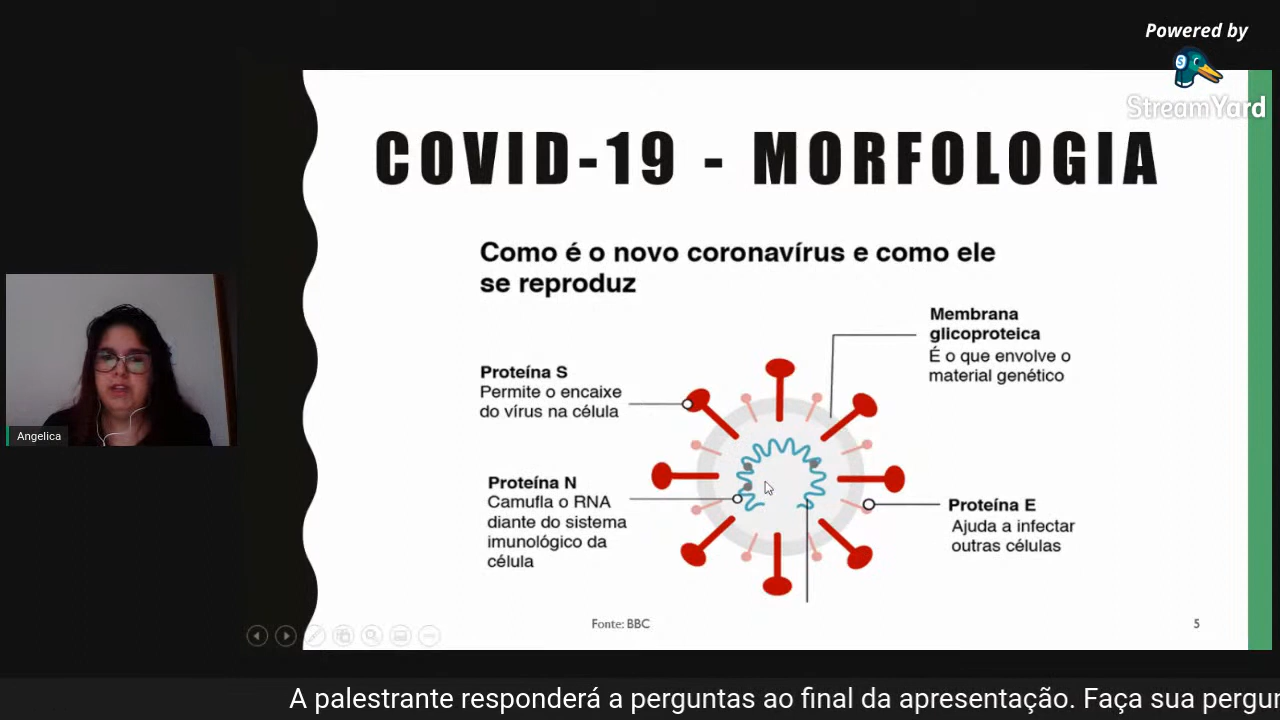 Powered by
StreamYard
COVID-19 - MORFOLOGIA
Como é o novo coronavírus e como ele
se reproduz
Membrana
glicoproteica
É o que envolve o
material genético
Proteína S
Permite o encaixe
do vírus na célula
Proteína N
Camufla o RNA
diante do sistema
imunológico da
célula
Proteína E
Ajuda a infectar
outras células
Fonte: BBC
5
Angelica
A palestrante responderá a perguntas ao final da apresentação. Faça sua pergu